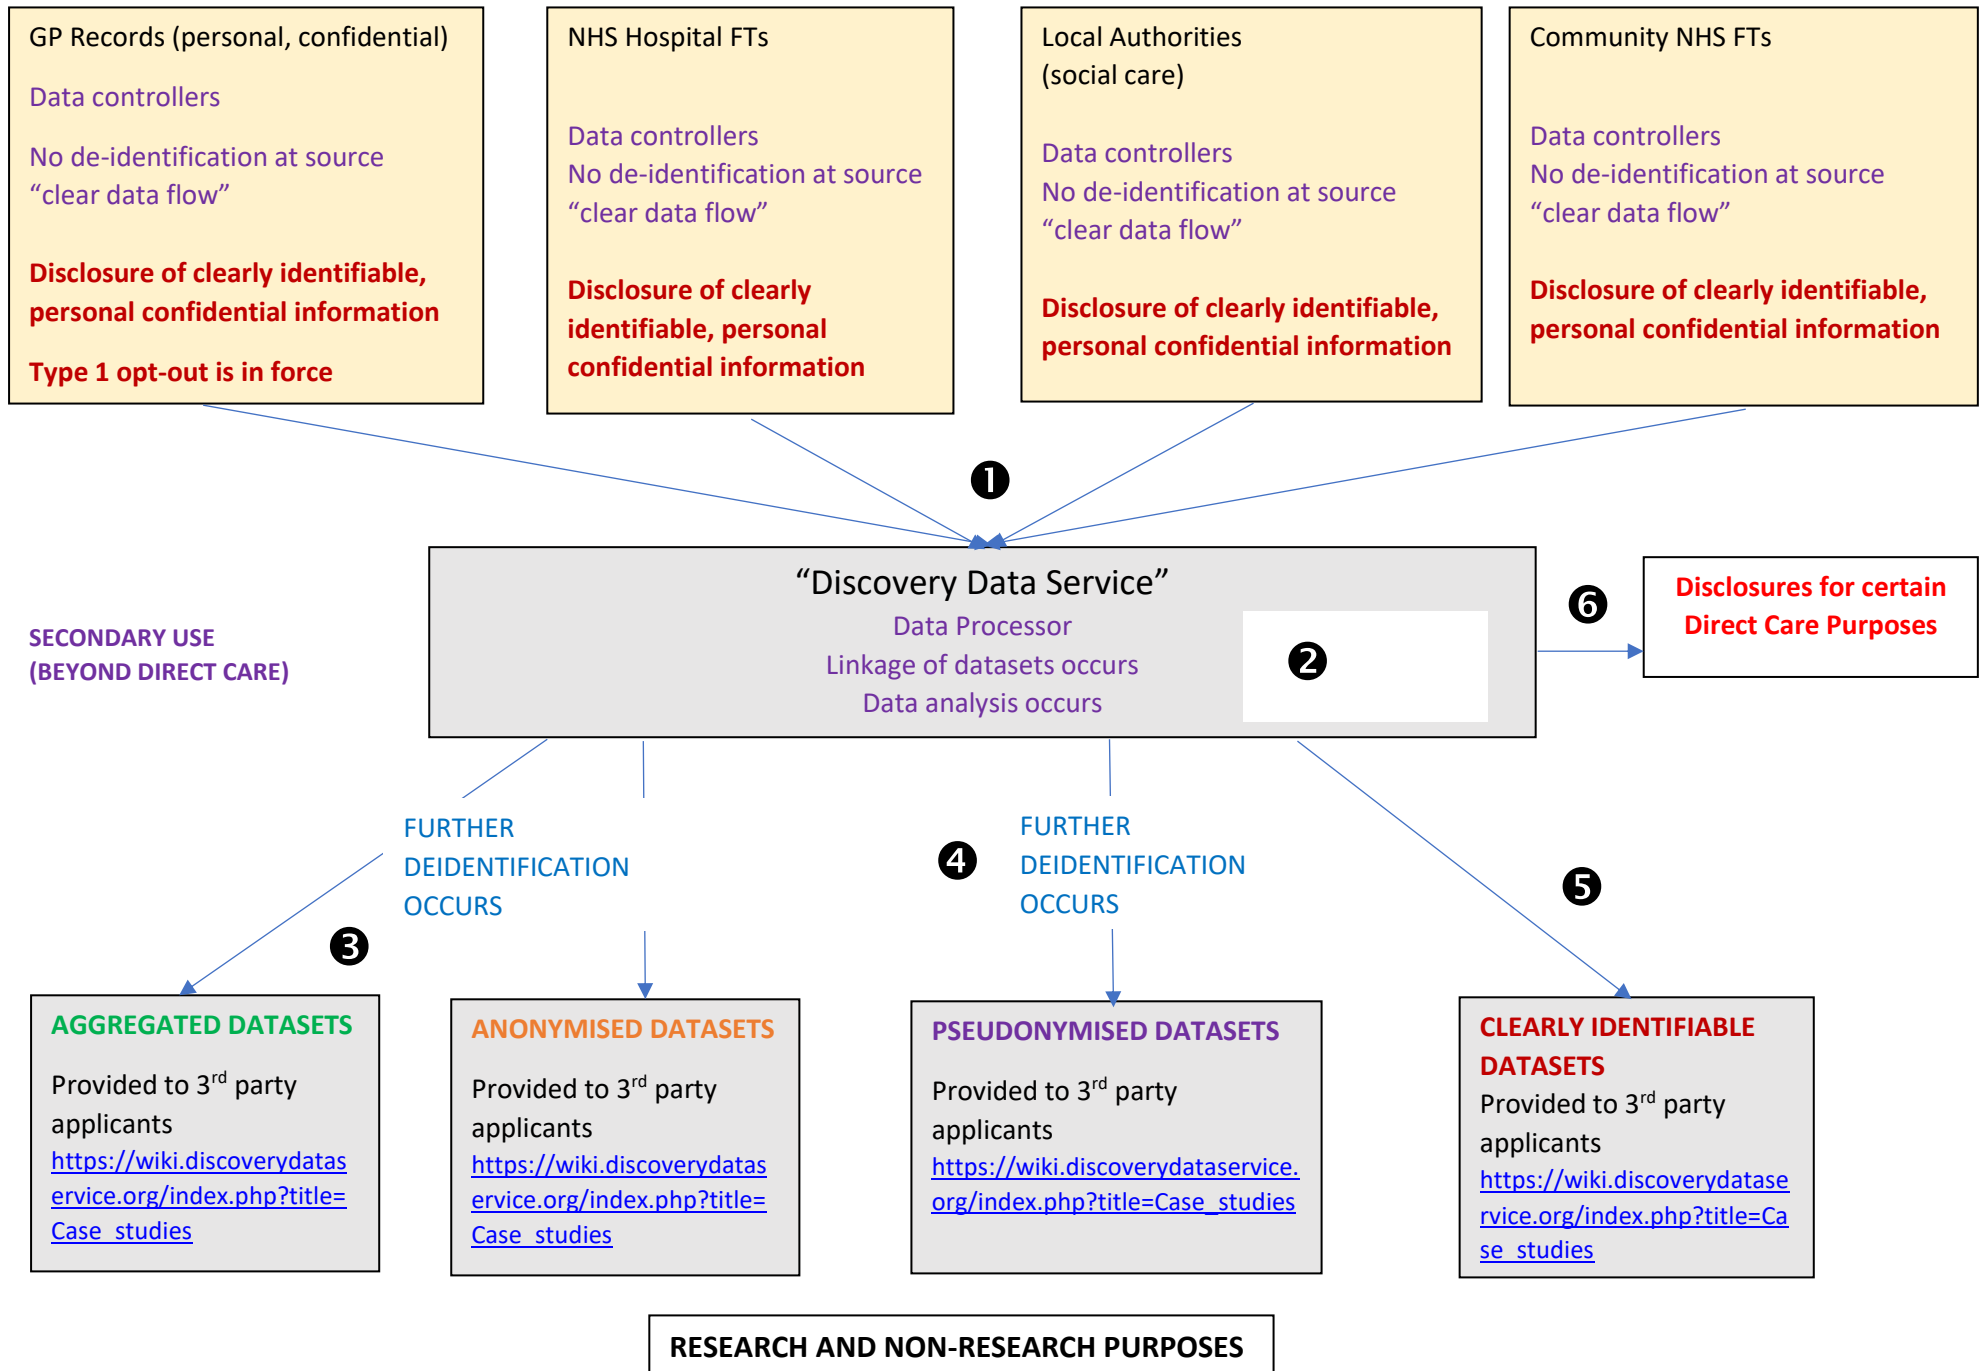 GP Records (personal, confidential)
Data controllers
No de-identification at source
“clear data flow”
Disclosure of clearly identifiable,
personal confidential information
Type 1 opt-out is in force
NHS Hospital FTs
Data controllers
No de-identification at source
“clear data flow”
Disclosure of clearly
identifiable, personal
confidential information
Local Authorities
(social care)
Data controllers
No de-identification at source
“clear data flow”
Disclosure of clearly identifiable,
personal confidential information
Community NHS FTs
Data controllers
No de-identification at source
“clear data flow”
Disclosure of clearly identifiable,
personal confidential information
❶
“Discovery Data Service”
Data Processor
Linkage of datasets occurs
Data analysis occurs
❷
❻
Disclosures for certain
Direct Care Purposes
SECONDARY USE
(BEYOND DIRECT CARE)
FURTHER
DEIDENTIFICATION
OCCURS
❸
❹
FURTHER
DEIDENTIFICATION
OCCURS
❺
AGGREGATED DATASETS
Provided to 3rd party
applicants
https://wiki.discoverydatas
ervice.org/index.php?title=
Case_studies
ANONYMISED DATASETS
Provided to 3rd party
applicants
https://wiki.discoverydatas
ervice.org/index.php?title=
Case_studies
PSEUDONYMISED DATASETS
Provided to 3rd party
applicants
https://wiki.discoverydataservice.
org/index.php?title=Case_studies
CLEARLY IDENTIFIABLE
DATASETS
Provided to 3rd party
applicants
https://wiki.discoverydatase
rvice.org/index.php?title=Ca
se_studies
RESEARCH AND NON-RESEARCH PURPOSES